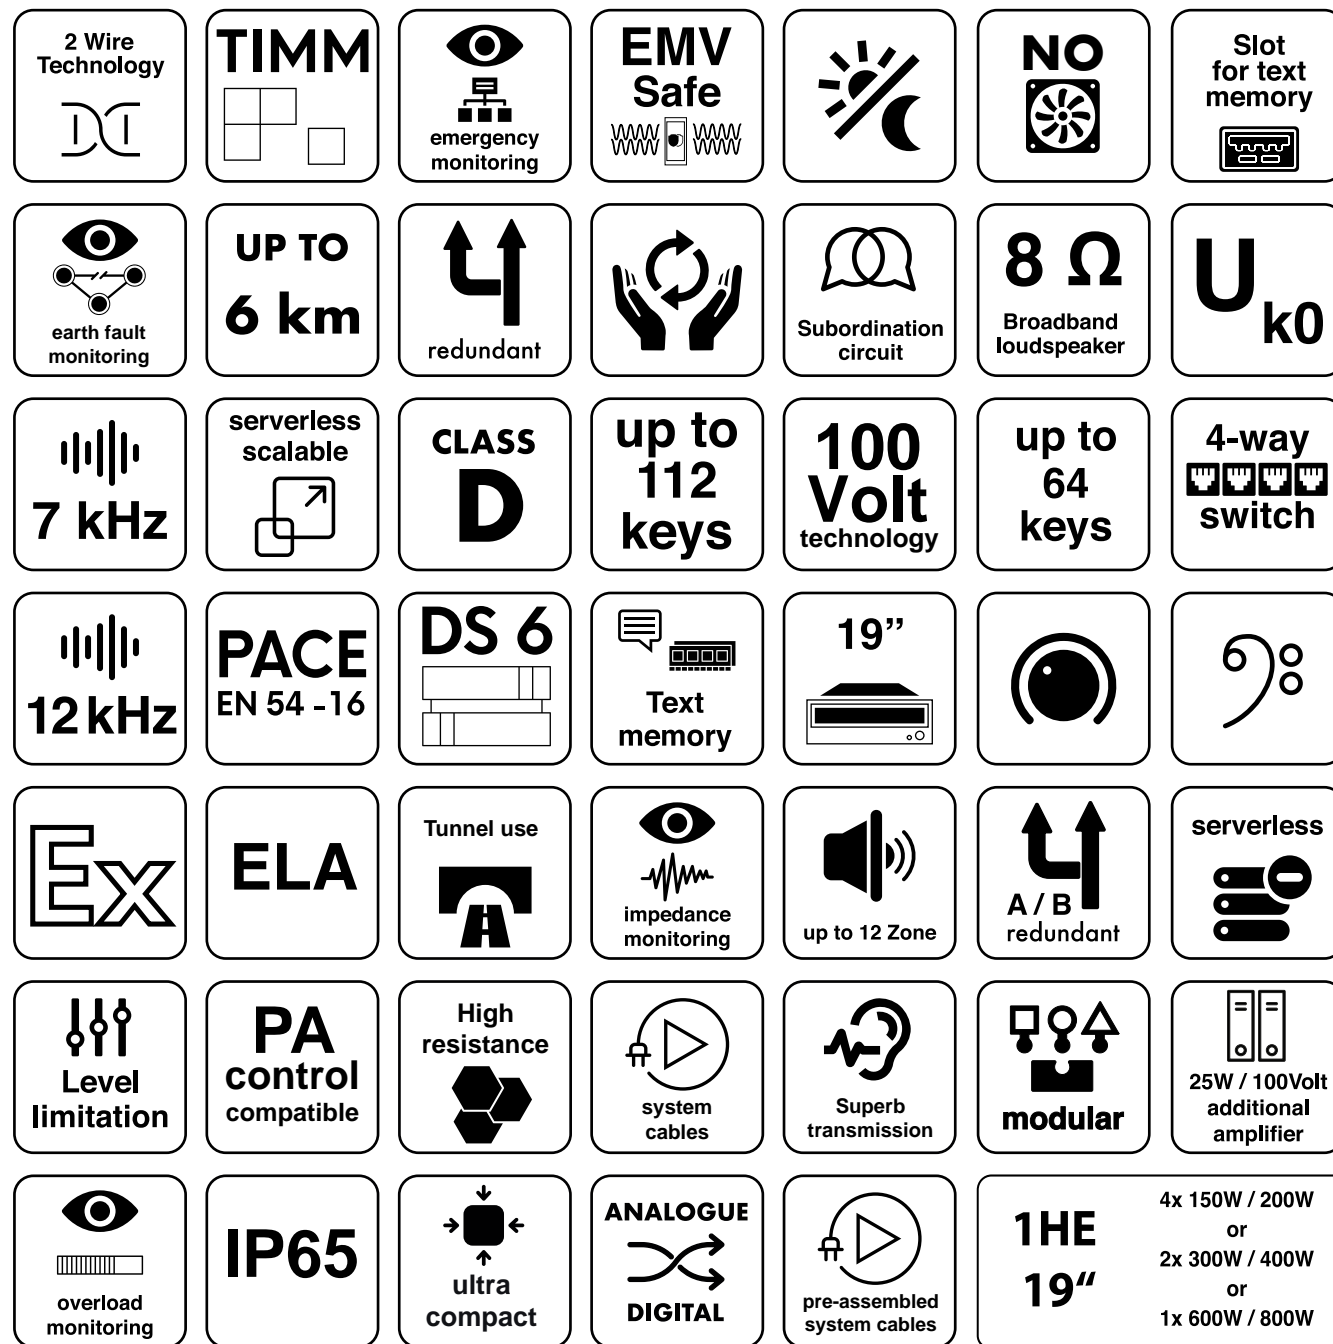 2 Wire
Technology
TIMM
emergency
monitoring
EMV
Safe
NO
Slot
for text
memory
earth fault
monitoring
UP TO
6 km
redundant
Subordination
circuit
8 Ω
Broadband
loudspeaker
U
k0
7 kHz
serverless
scalable
CLASS
D
up to
112
keys
100
Volt
technology
up to
64
keys
4-way
switch
12 kHz
PACE
EN 54 -16
DS 6
Text
memory
19”
Ex
ELA
Tunnel use
impedance
monitoring
up to 12 Zone
A / B
redundant
serverless
Level
limitation
PA
control
compatible
High
resistance
system
cables
Superb
transmission
modular
25W / 100Volt
additional
amplifier
overload
monitoring
IP65
ultra
compact
ANALOGUE
DIGITAL
pre-assembled
system cables
1HE
19“
4x 150W / 200W
or
2x 300W / 400W
or
1x 600W / 800W